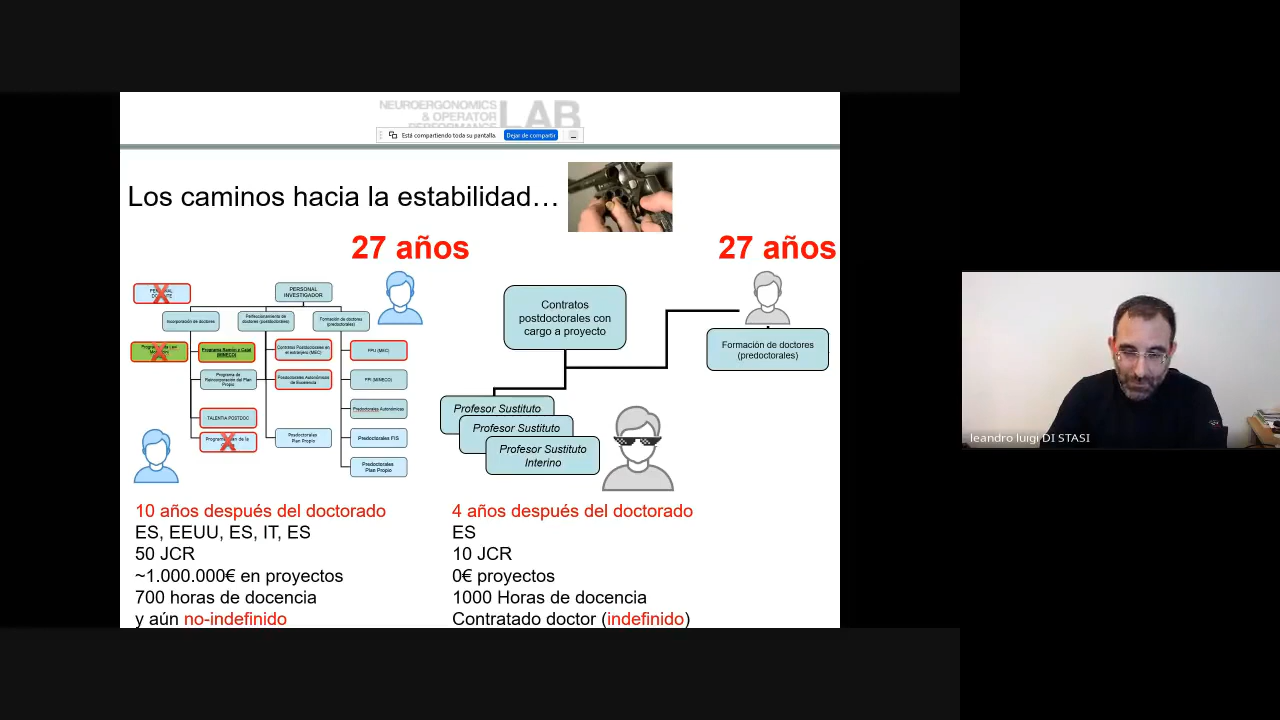 NEUROERGONOMICS
& OPERATOR
PERFORMANCE
LAB
Está compartiendo toda su pantalla.
Dejar de compartir
Los caminos hacia la estabilidad…
27 años
27 años
PERSONAL
INVESTIGADOR
Incorporación de doctores
Perfeccionamiento de
doctores (postdoctorales)
Formación de doctores
(predoctorales)
Programa Ramón y Cajal
(MINECO)
Contratos Postdoctorales en
el extranjero (MEC)
FPU (MEC)
Programa de
Reincorporación del Plan
Propio
Postdoctorales Autonómicos
de Excelencia
FPI (MINECO)
Predoctorales Autonómicas
TALENTIA POSTDOC
Postdoctorales
Plan Propio
Predoctorales FIS
Predoctorales
Plan Propio
Contratos
postdoctorales con
cargo a proyecto
Formación de doctores
(predoctorales)
Profesor Sustituto
Profesor Sustituto
Profesor Sustituto
Interino
10 años después del doctorado
ES, EEUU, ES, IT, ES
50 JCR
~1.000.000€ en proyectos
700 horas de docencia
y aún no-indefinido
4 años después del doctorado
ES
10 JCR
0€ proyectos
1000 Horas de docencia
Contratado doctor (indefinido)
leandro luigi DI STASI